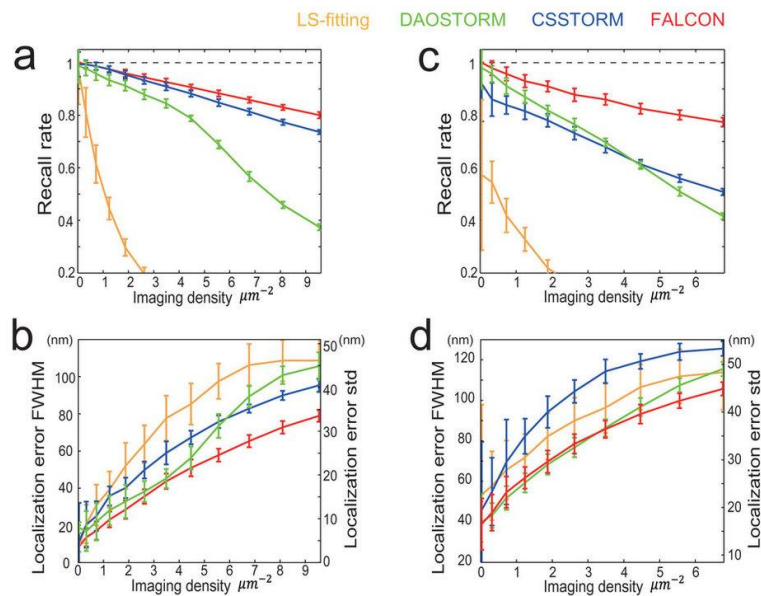 LS-fitting DAOSTORM CSSTORM FALCON
a
1
0.8
0.6
0.4
0.2
Recall rate
0 1 2 3 4 5 6 7 8 9
Imaging density μm⁻²
c
1
0.8
0.6
0.4
0.2
Recall rate
0 1 2 3 4 5 6
Imaging density μm⁻²
b
(nm) (nm)
100
80
60
40
20
0
Localization error FWHM
50
40
30
20
10
0
Localization error std
0 1 2 3 4 5 6 7 8 9
Imaging density μm⁻²
d
(nm) (nm)
120
100
80
60
40
20
Localization error FWHM
50
40
30
20
10
Localization error std
0 1 2 3 4 5 6
Imaging density μm⁻²